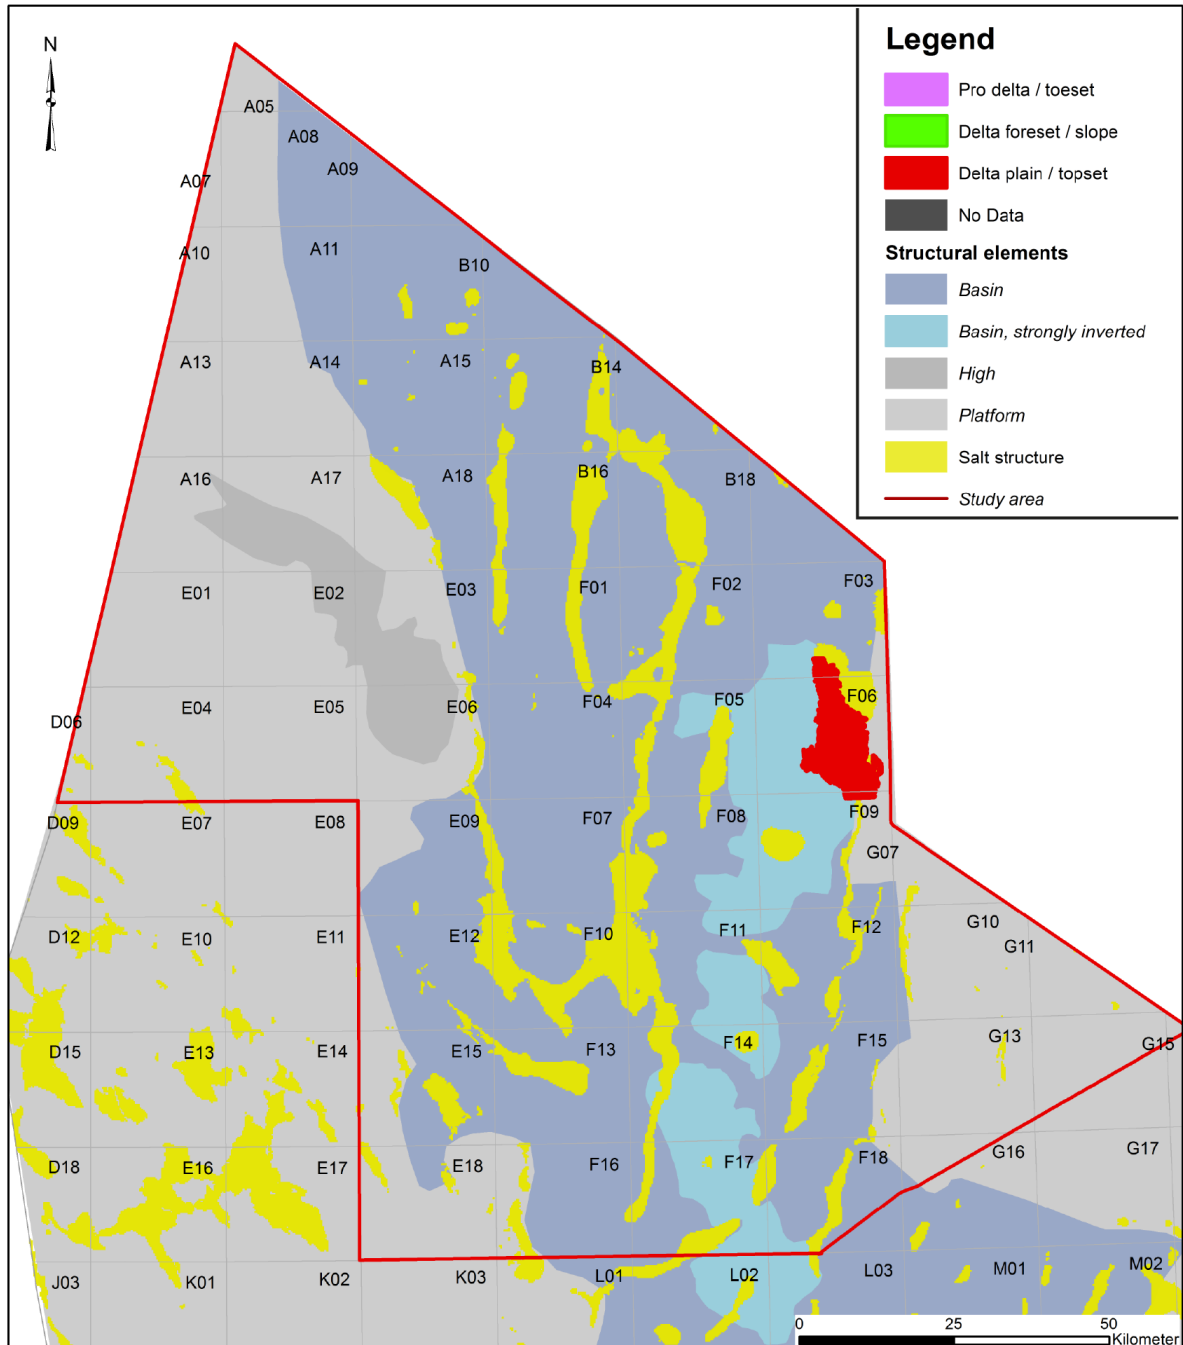 N
Legend
Pro delta / toeset
Delta foreset / slope
Delta plain / topset
No Data
Structural elements
Basin
Basin, strongly inverted
High
Platform
Salt structure
Study area
A05
A08
A09
A07
A10 A11 B10
A13 A14 A15 B14
A16 A17 A18 B16 B18
E01 E02 E03 F01 F02 F03
D06 E04 E05 E06 F04 F05 F06
D09 E07 E08 E09 F07 F08 F09
G07
D12 E10 E11 E12 F10 F11 F12 G10
G11
D15 E13 E14 E15 F13 F14 F15 G13 G15
D18 E16 E17 E18 F16 F17 F18 G16 G17
J03 K01 K02 K03 L01 L02 L03 M01 M02
0 25 50
Kilometer